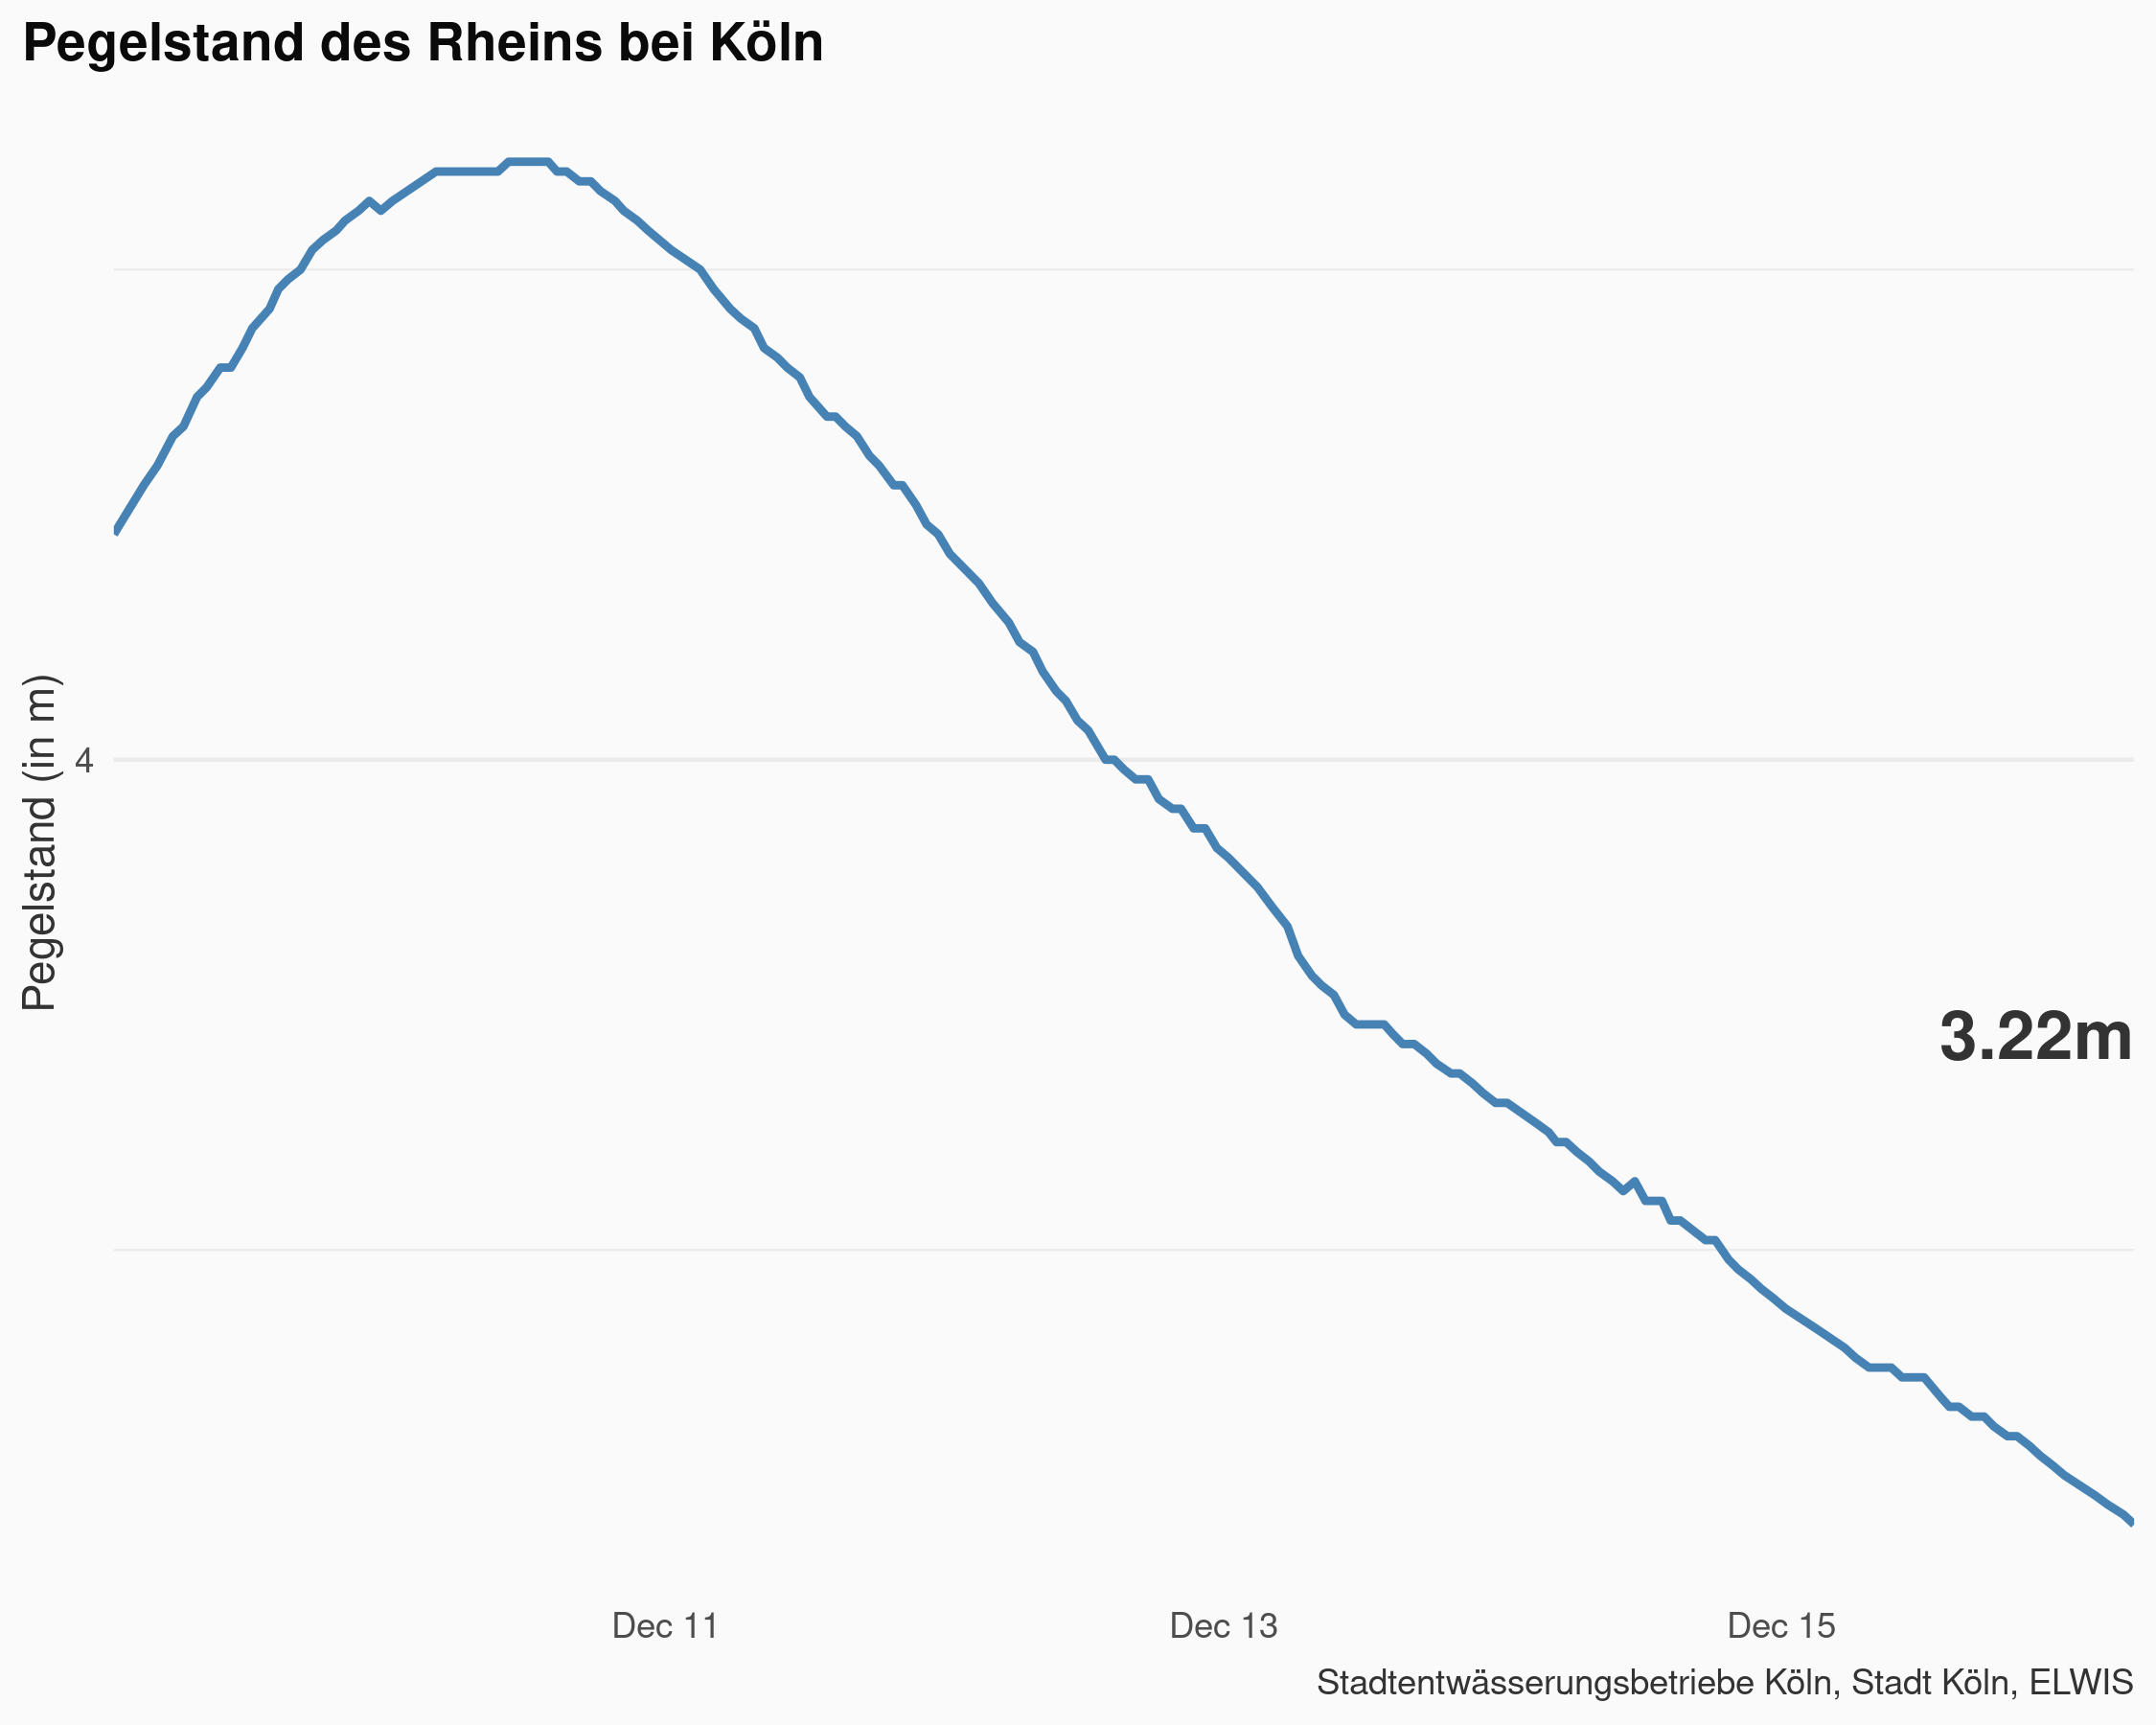 Pegelstand des Rheins bei Köln
Pegelstand (in m)
4
3.22m
Dec 11
Dec 13
Dec 15
Stadtentwässerungsbetriebe Köln, Stadt Köln, ELWIS